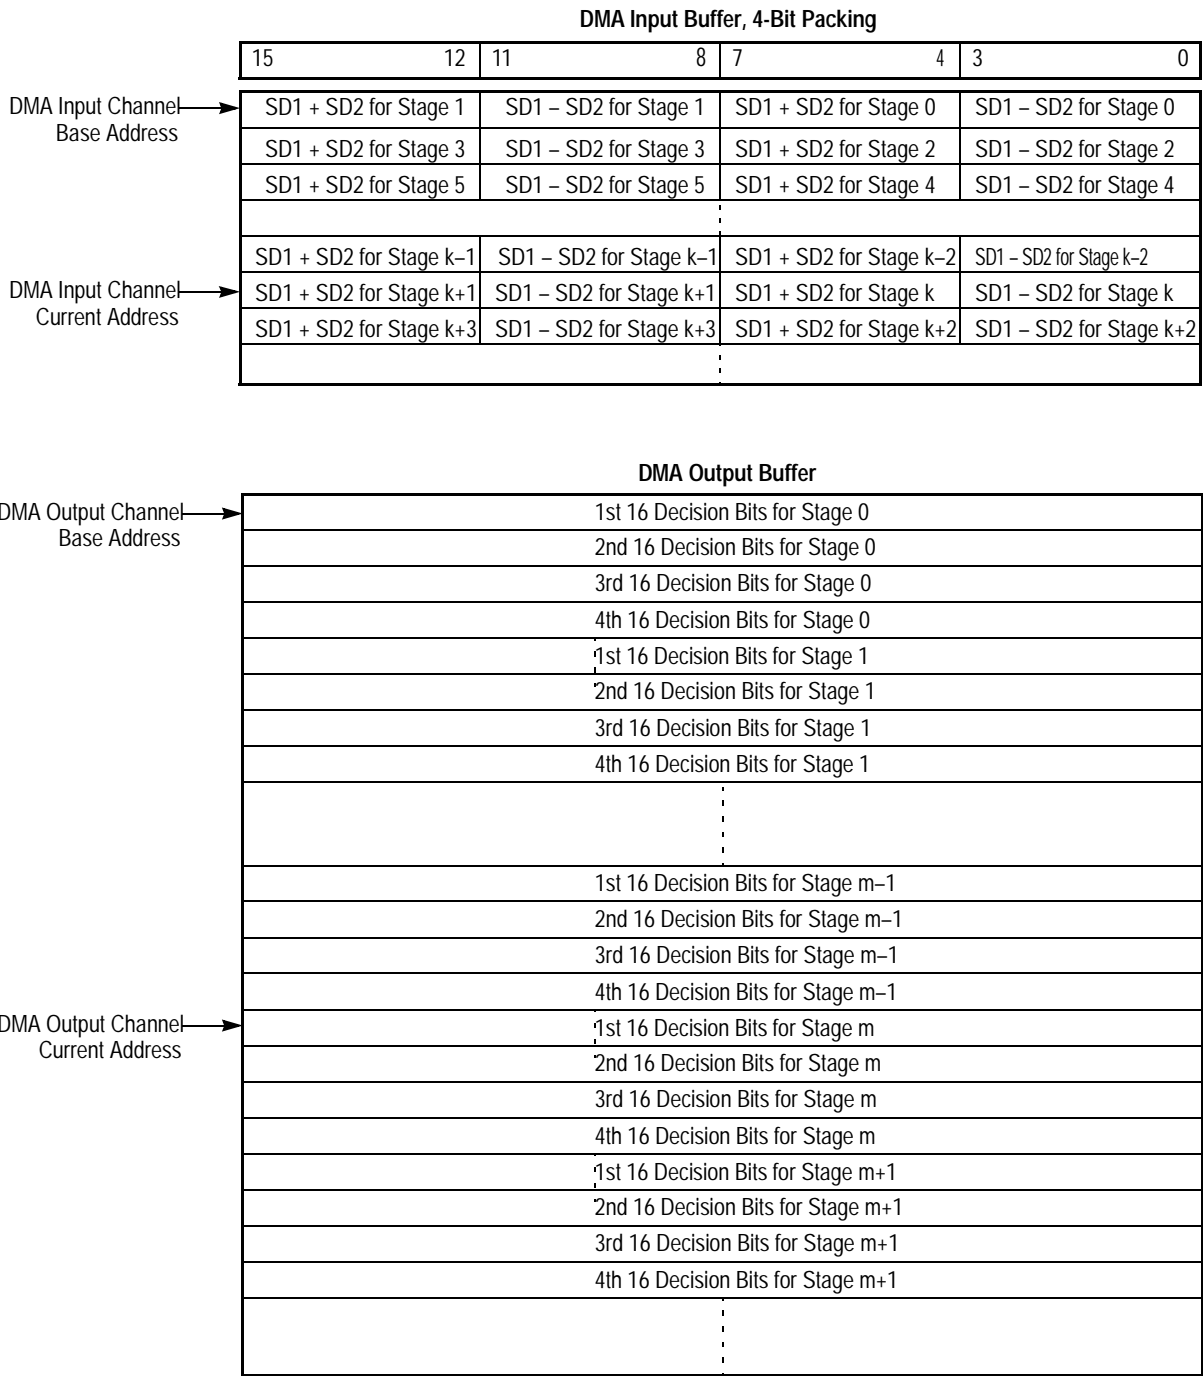 DMA Input Buffer, 4-Bit Packing
15 12 11 8 7 4 3 0
DMA Input Channel
Base Address
SD1 + SD2 for Stage 1 SD1 – SD2 for Stage 1 SD1 + SD2 for Stage 0 SD1 – SD2 for Stage 0
SD1 + SD2 for Stage 3 SD1 – SD2 for Stage 3 SD1 + SD2 for Stage 2 SD1 – SD2 for Stage 2
SD1 + SD2 for Stage 5 SD1 – SD2 for Stage 5 SD1 + SD2 for Stage 4 SD1 – SD2 for Stage 4
SD1 + SD2 for Stage k–1 SD1 – SD2 for Stage k–1 SD1 + SD2 for Stage k–2 SD1 – SD2 for Stage k–2
DMA Input Channel
Current Address
SD1 + SD2 for Stage k+1 SD1 – SD2 for Stage k+1 SD1 + SD2 for Stage k SD1 – SD2 for Stage k
SD1 + SD2 for Stage k+3 SD1 – SD2 for Stage k+3 SD1 + SD2 for Stage k+2 SD1 – SD2 for Stage k+2
DMA Output Buffer
DMA Output Channel
Base Address
1st 16 Decision Bits for Stage 0
2nd 16 Decision Bits for Stage 0
3rd 16 Decision Bits for Stage 0
4th 16 Decision Bits for Stage 0
1st 16 Decision Bits for Stage 1
2nd 16 Decision Bits for Stage 1
3rd 16 Decision Bits for Stage 1
4th 16 Decision Bits for Stage 1
1st 16 Decision Bits for Stage m–1
2nd 16 Decision Bits for Stage m–1
3rd 16 Decision Bits for Stage m–1
4th 16 Decision Bits for Stage m–1
DMA Output Channel
Current Address
1st 16 Decision Bits for Stage m
2nd 16 Decision Bits for Stage m
3rd 16 Decision Bits for Stage m
4th 16 Decision Bits for Stage m
1st 16 Decision Bits for Stage m+1
2nd 16 Decision Bits for Stage m+1
3rd 16 Decision Bits for Stage m+1
4th 16 Decision Bits for Stage m+1